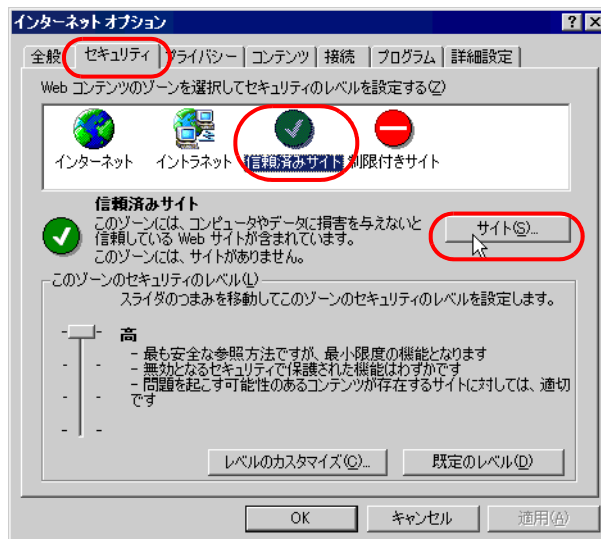 インターネット オプション
全般 セキュリティ プライバシー コンテンツ 接続 プログラム 詳細設定
Web コンテンツのゾーンを選択してセキュリティのレベルを設定する(Z)
インターネット イントラネット 信頼済みサイト 制限付きサイト
信頼済みサイト
このゾーンには、コンピュータやデータに損害を与えないと
信頼している Web サイトが含まれています。
このゾーンには、サイトがありません。
サイト(S)...
このゾーンのセキュリティのレベル(L)
スライダのつまみを移動してこのゾーンのセキュリティのレベルを設定します。
高
- 最も安全な参照方法ですが、最小限度の機能となります
- 無効となるセキュリティで保護された機能はわずかです
- 問題を起こす可能性のあるコンテンツが存在するサイトに対しては、適切
です
レベルのカスタマイズ(C)... 既定のレベル(D)
OK キャンセル 適用(A)